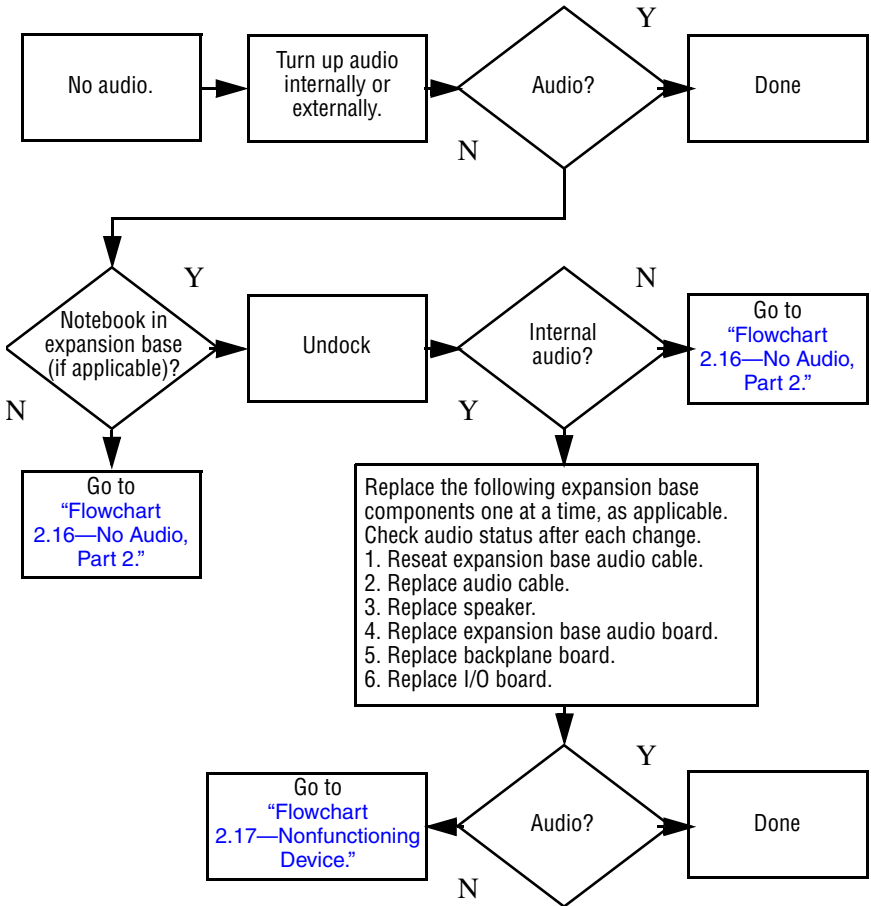 Y
No audio.
Turn up audio
internally or
externally.
Audio?
Done
N
Y
N
Notebook in
expansion base
(if applicable)?
Undock
Internal
audio?
Go to
“Flowchart
2.16—No Audio,
Part 2.”
N
Y
Go to
“Flowchart
2.16—No Audio,
Part 2.”
Replace the following expansion base
components one at a time, as applicable.
Check audio status after each change.
1. Reseat expansion base audio cable.
2. Replace audio cable.
3. Replace speaker.
4. Replace expansion base audio board.
5. Replace backplane board.
6. Replace I/O board.
Y
Go to
“Flowchart
2.17—Nonfunctioning
Device.”
Audio?
Done
N